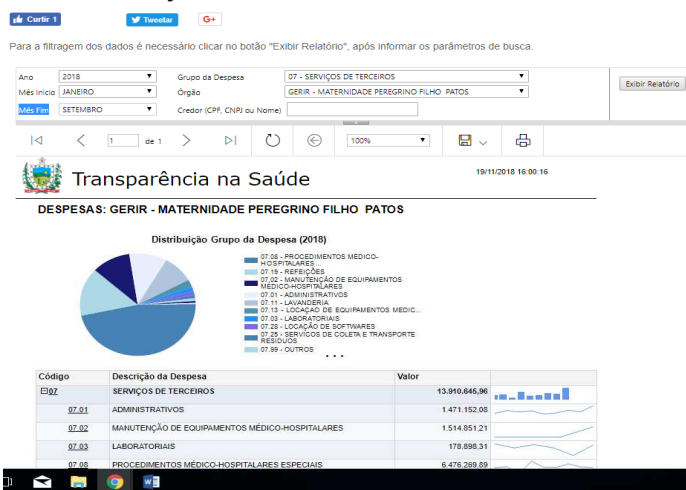 Curtir 1
Tweetar
G+
Para a filtragem dos dados é necessário clicar no botão "Exibir Relatório", após informar os parâmetros de busca.
Ano 2018 Grupo da Despesa 07 - SERVIÇOS DE TERCEIROS
Exibir Relatório
Mês Inicio JANEIRO Órgão GERIR - MATERNIDADE PEREGRINO FILHO PATOS
Mês Fim SETEMBRO Credor (CPF, CNPJ ou Nome)
1 de 1 100%
19/11/2018 16:00:16
Transparência na Saúde
DESPESAS: GERIR - MATERNIDADE PEREGRINO FILHO PATOS
Distribuição Grupo da Despesa (2018)
07.08 - PROCEDIMENTOS MÉDICO-
HOSPITALARES...
07.19 - REFEIÇÕES
07.02 - MANUTENÇÃO DE EQUIPAMENTOS
MÉDICO-HOSPITALARES
07.01 - ADMINISTRATIVOS
07.11 - LAVANDERIA
07.13 - LOCAÇAO DE EQUIPAMENTOS MEDIC...
07.03 - LABORATORIAIS
07.28 - LOCAÇÃO DE SOFTWARES
07.25 - SERVICOS DE COLETA E TRANSPORTE
RESIDUOS
07.99 - OUTROS
...
Código Descrição da Despesa Valor
07 SERVIÇOS DE TERCEIROS 13.910.645,96
07.01 ADMINISTRATIVOS 1.471.152,08
07.02 MANUTENÇÃO DE EQUIPAMENTOS MÉDICO-HOSPITALARES 1.514.851,21
07.03 LABORATORIAIS 178.898,31
07.08 PROCEDIMENTOS MÉDICO-HOSPITALARES ESPECIAIS 6.476.269,89